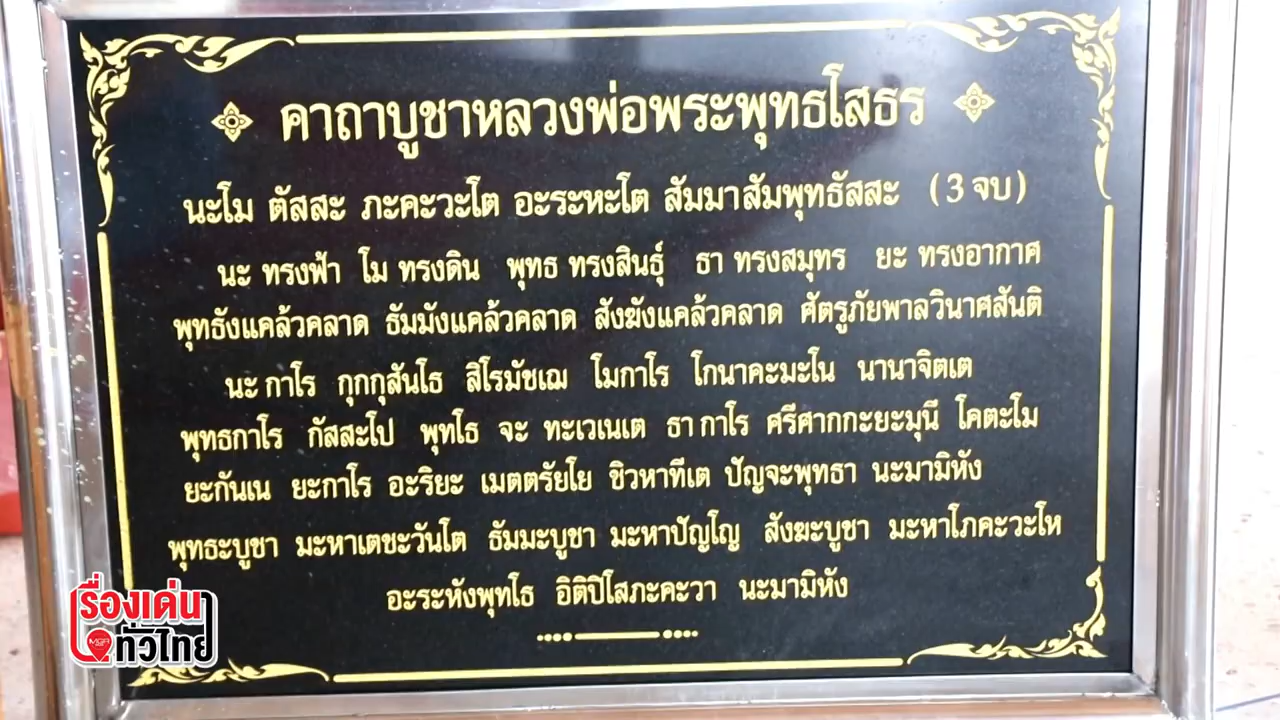 คาถาบูชาหลวงพ่อพระพุทธโสธร
นะโม ตัสสะ ภะคะวะโต อะระหะโต สัมมาสัมพุทธัสสะ (3 จบ)
นะ ทรงฟ้า โม ทรงดิน พุทธ ทรงสินธุ์ ธา ทรงสมุทร ยะ ทรงอากาศ
พุทธังแคล้วคลาด ธัมมังแคล้วคลาด สังฆังแคล้วคลาด ศัตรูภัยพาลวินาศสันติ
นะ กาโร กุกกุสันโธ สิโรมัชเฌ โมกาโร โกนาคะมะโน นานาจิตเต
พุทธกาโร กัสสะโป พุทโธ จะ ทะเวเนเต ธา กาโร ศรีศากกะยะมุนี โคตะโม
ยะกันเน ยะกาโร อะริยะ เมตตรัยโย ชิวหาทีเต ปัญจะพุทธา นะมามิหัง
พุทธะบูชา มะหาเตชะวันโต ธัมมะบูชา มะหาปัญโญ สังฆะบูชา มะหาโภคะวะโห
อะระหังพุทโธ อิติปิโสภะคะวา นะมามิหัง
เรื่องเด่น
MGR
ทั่วไทย